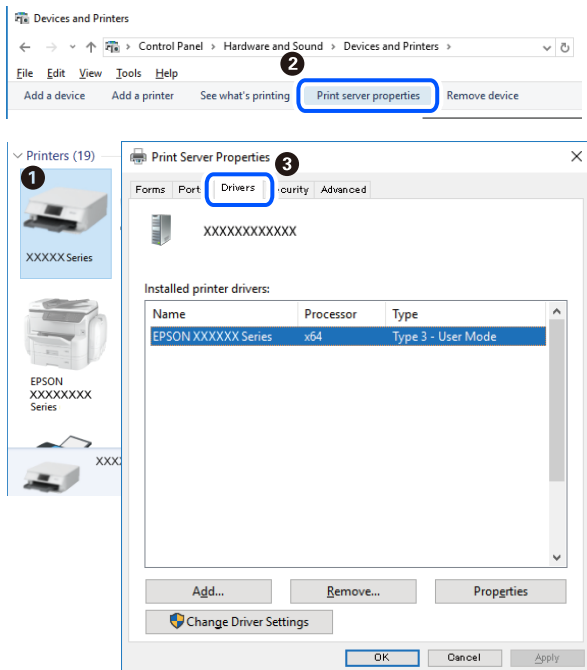 Devices and Printers
Control Panel > Hardware and Sound > Devices and Printers >
2
File Edit View Tools Help
Add a device Add a printer See what's printing Print server properties Remove device
Printers (19)
1
XXXXX Series
EPSON
XXXXXXXX
Series
XXX
Print Server Properties
3
Forms Port Drivers curity Advanced
XXXXXXXXXXXX
Installed printer drivers:
Name Processor Type
EPSON XXXXXX Series x64 Type 3 - User Mode
Add... Remove... Properties
Change Driver Settings
OK Cancel Apply